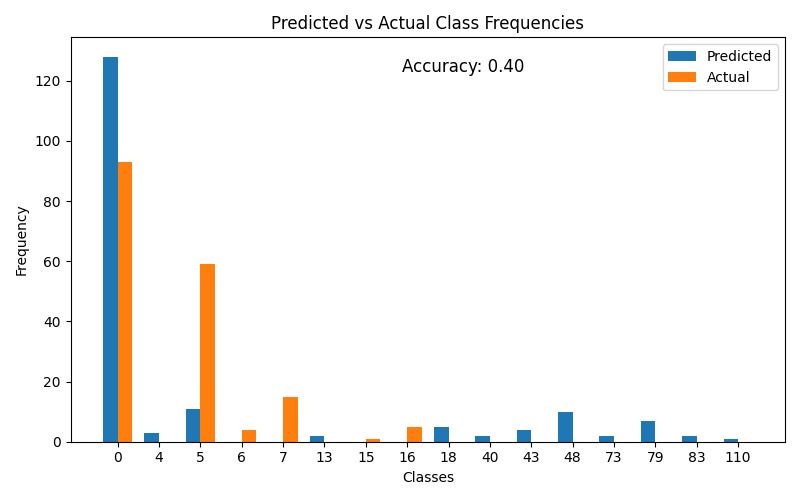 Predicted vs Actual Class Frequencies
Accuracy: 0.40
Predicted
Actual
Frequency
120
100
80
60
40
20
0
0 4 5 6 7 13 15 16 18 40 43 48 73 79 83 110
Classes